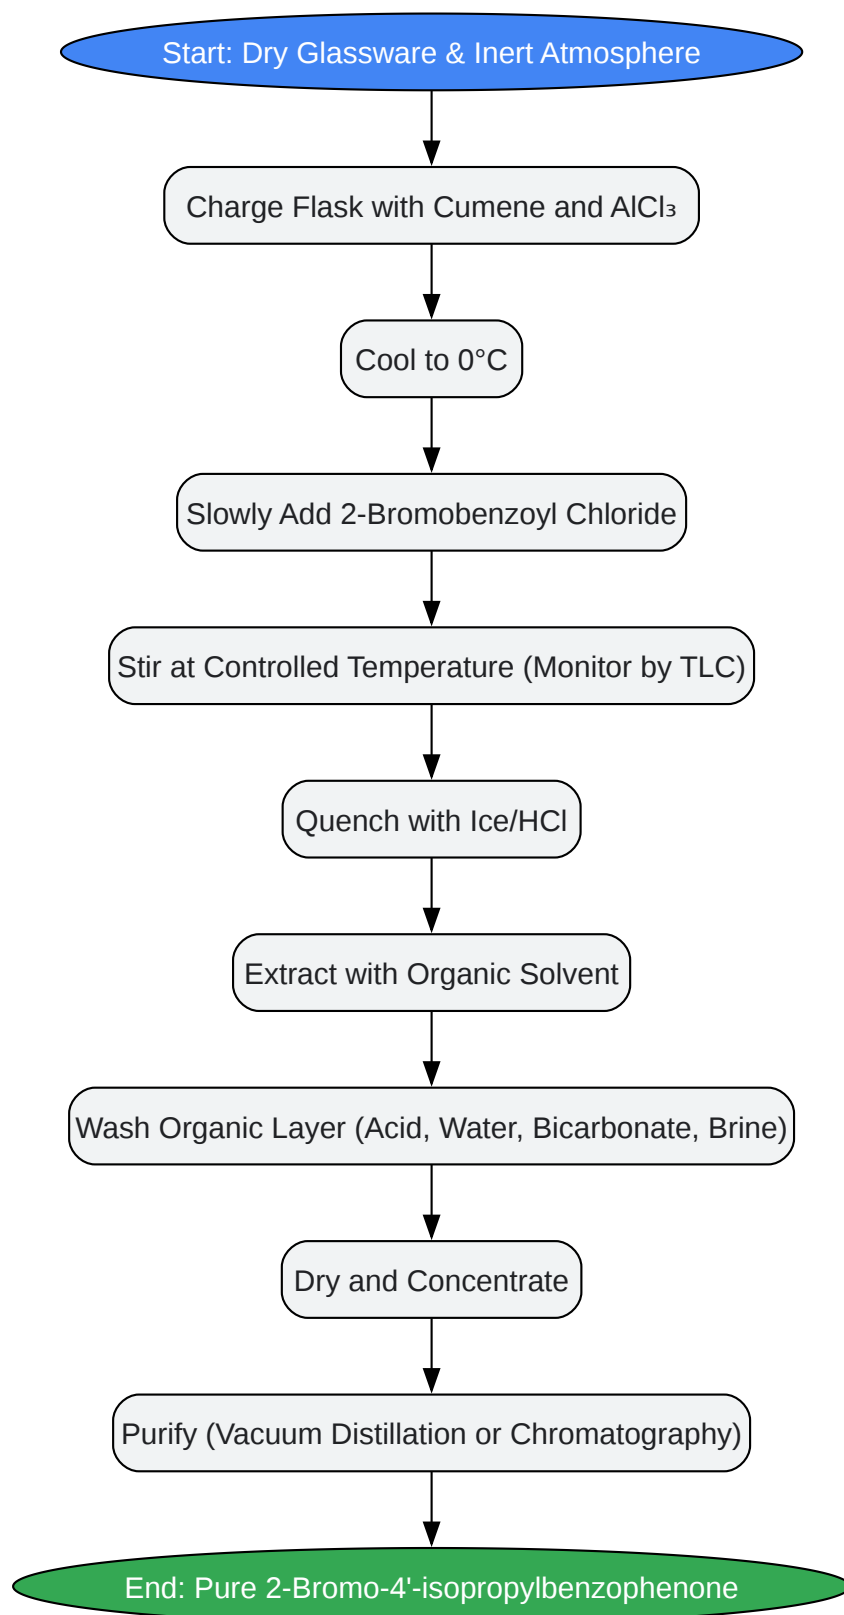 Start: Dry Glassware & Inert Atmosphere
Charge Flask with Cumene and AlCl₃
Cool to 0°C
Slowly Add 2-Bromobenzoyl Chloride
Stir at Controlled Temperature (Monitor by TLC)
Quench with Ice/HCl
Extract with Organic Solvent
Wash Organic Layer (Acid, Water, Bicarbonate, Brine)
Dry and Concentrate
Purify (Vacuum Distillation or Chromatography)
End: Pure 2-Bromo-4'-isopropylbenzophenone